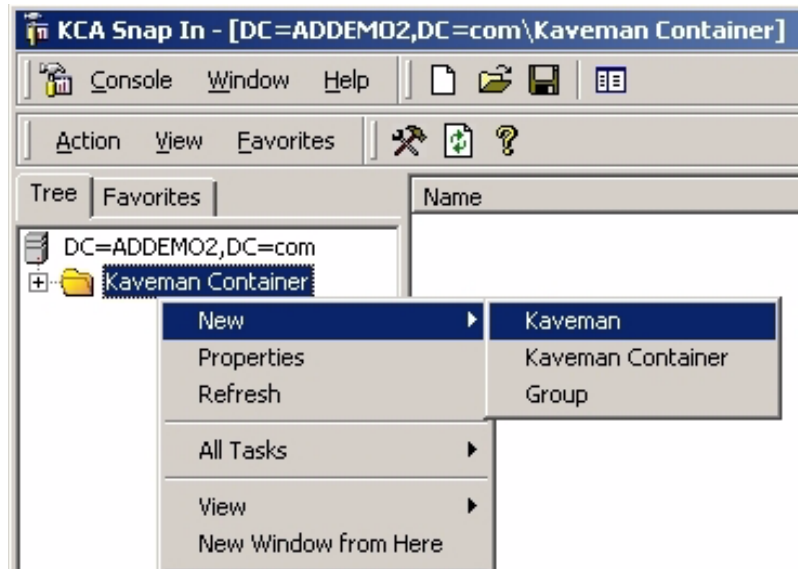 KCA Snap In - [DC=ADDEMO2,DC=com\Kaveman Container]
Console Window Help
Action View Favorites
Tree Favorites
Name
DC=ADDEMO2,DC=com
Kaveman Container
New
Kaveman
Properties
Kaveman Container
Refresh
Group
All Tasks
View
New Window from Here